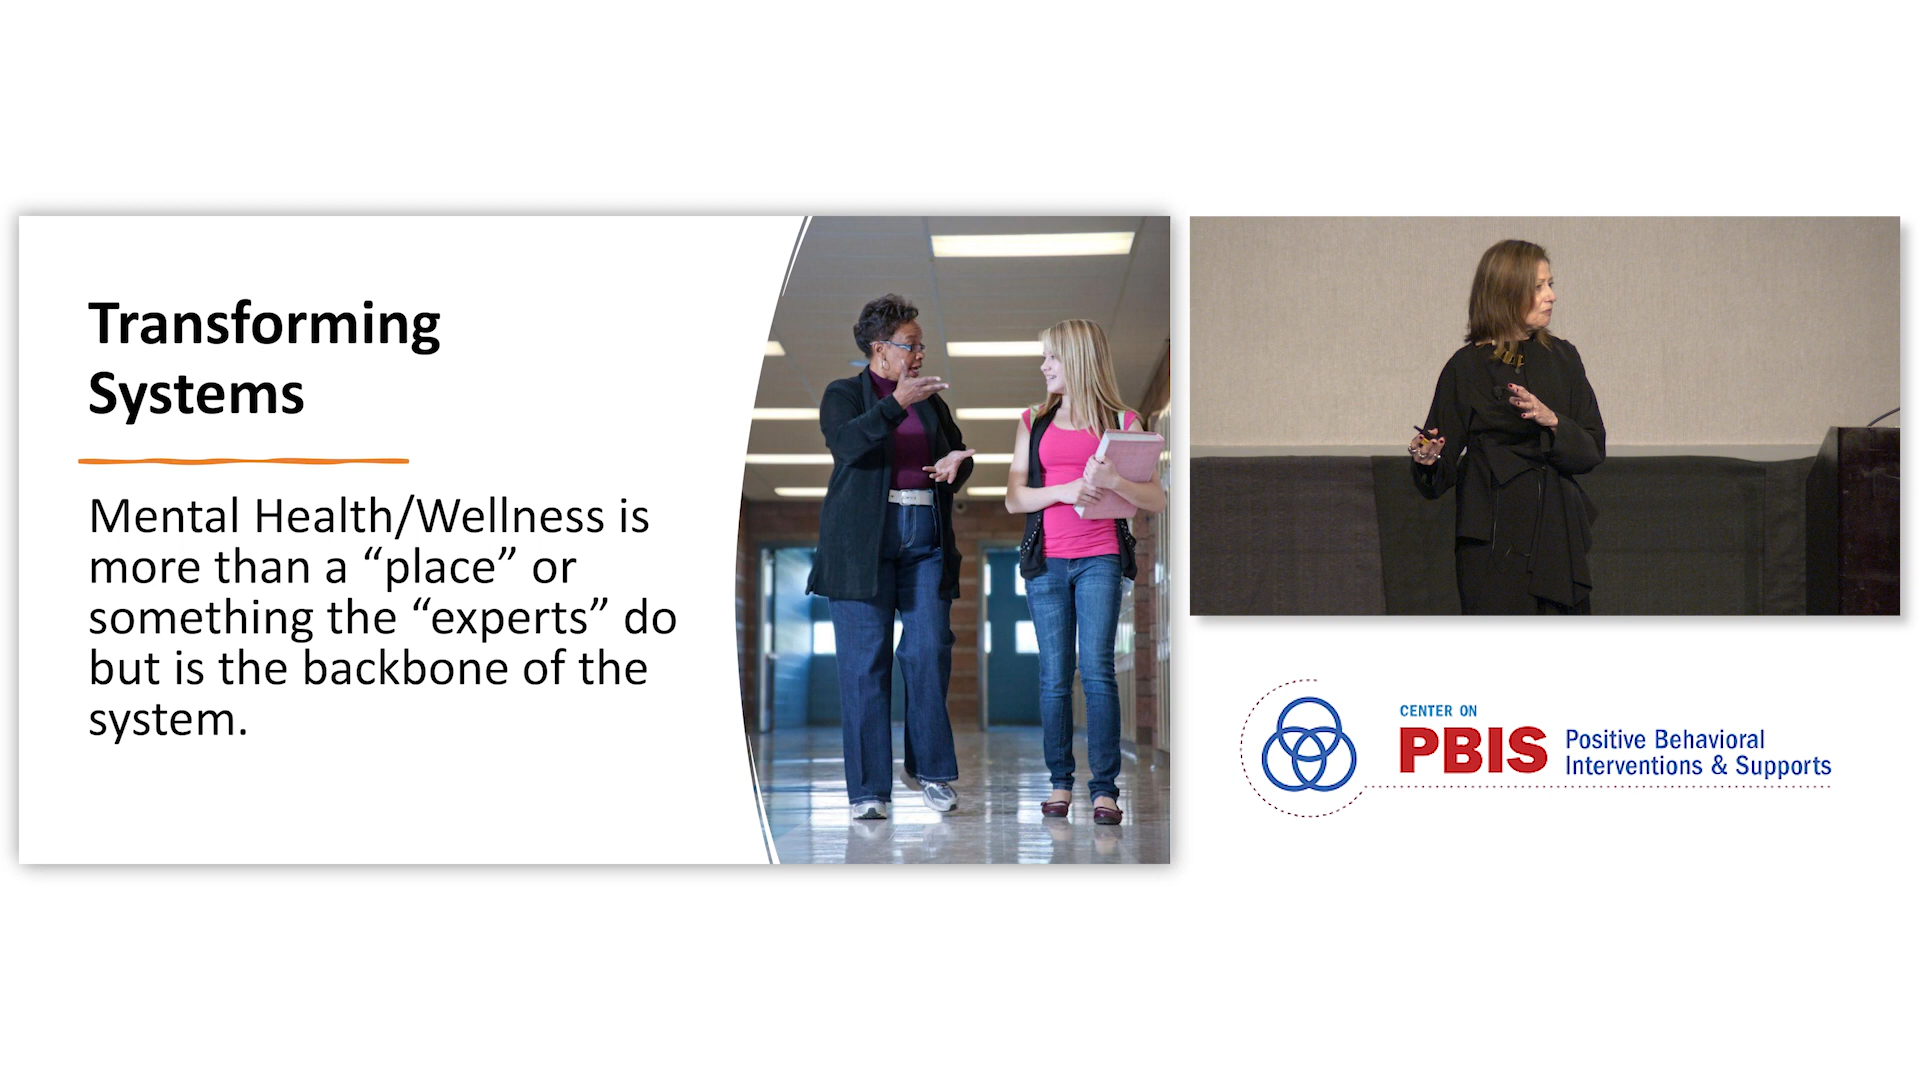 Transforming
Systems
Mental Health/Wellness is
more than a “place” or
something the “experts” do
but is the backbone of the
system.
CENTER ON
PBIS
Positive Behavioral
Interventions & Supports